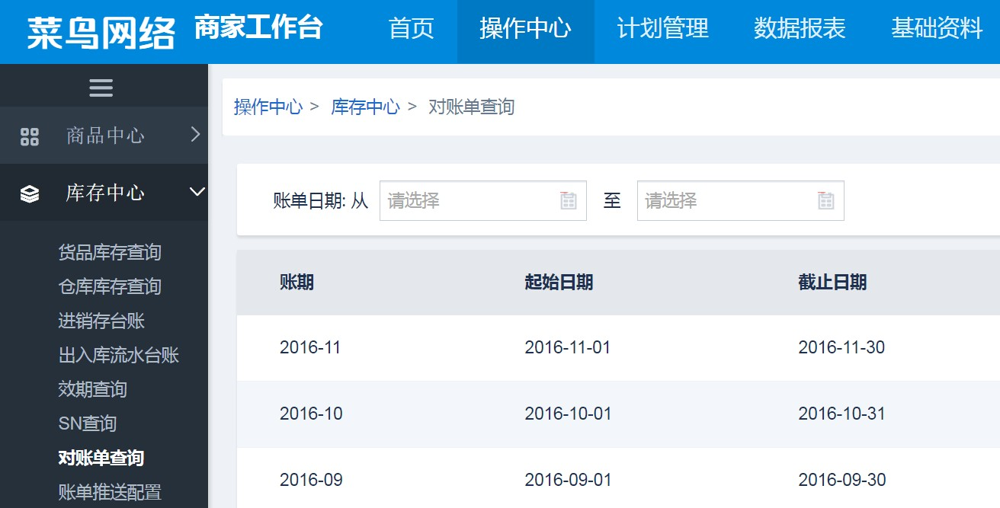 菜鸟网络 商家工作台 首页 操作中心 计划管理 数据报表 基础资料
商品中心
库存中心
货品库存查询
仓库库存查询
进销存台账
出入库流水台账
效期查询
SN查询
对账单查询
账单推送配置
操作中心 > 库存中心 > 对账单查询
账单日期: 从 请选择 至 请选择
账期 起始日期 截止日期
2016-11 2016-11-01 2016-11-30
2016-10 2016-10-01 2016-10-31
2016-09 2016-09-01 2016-09-30